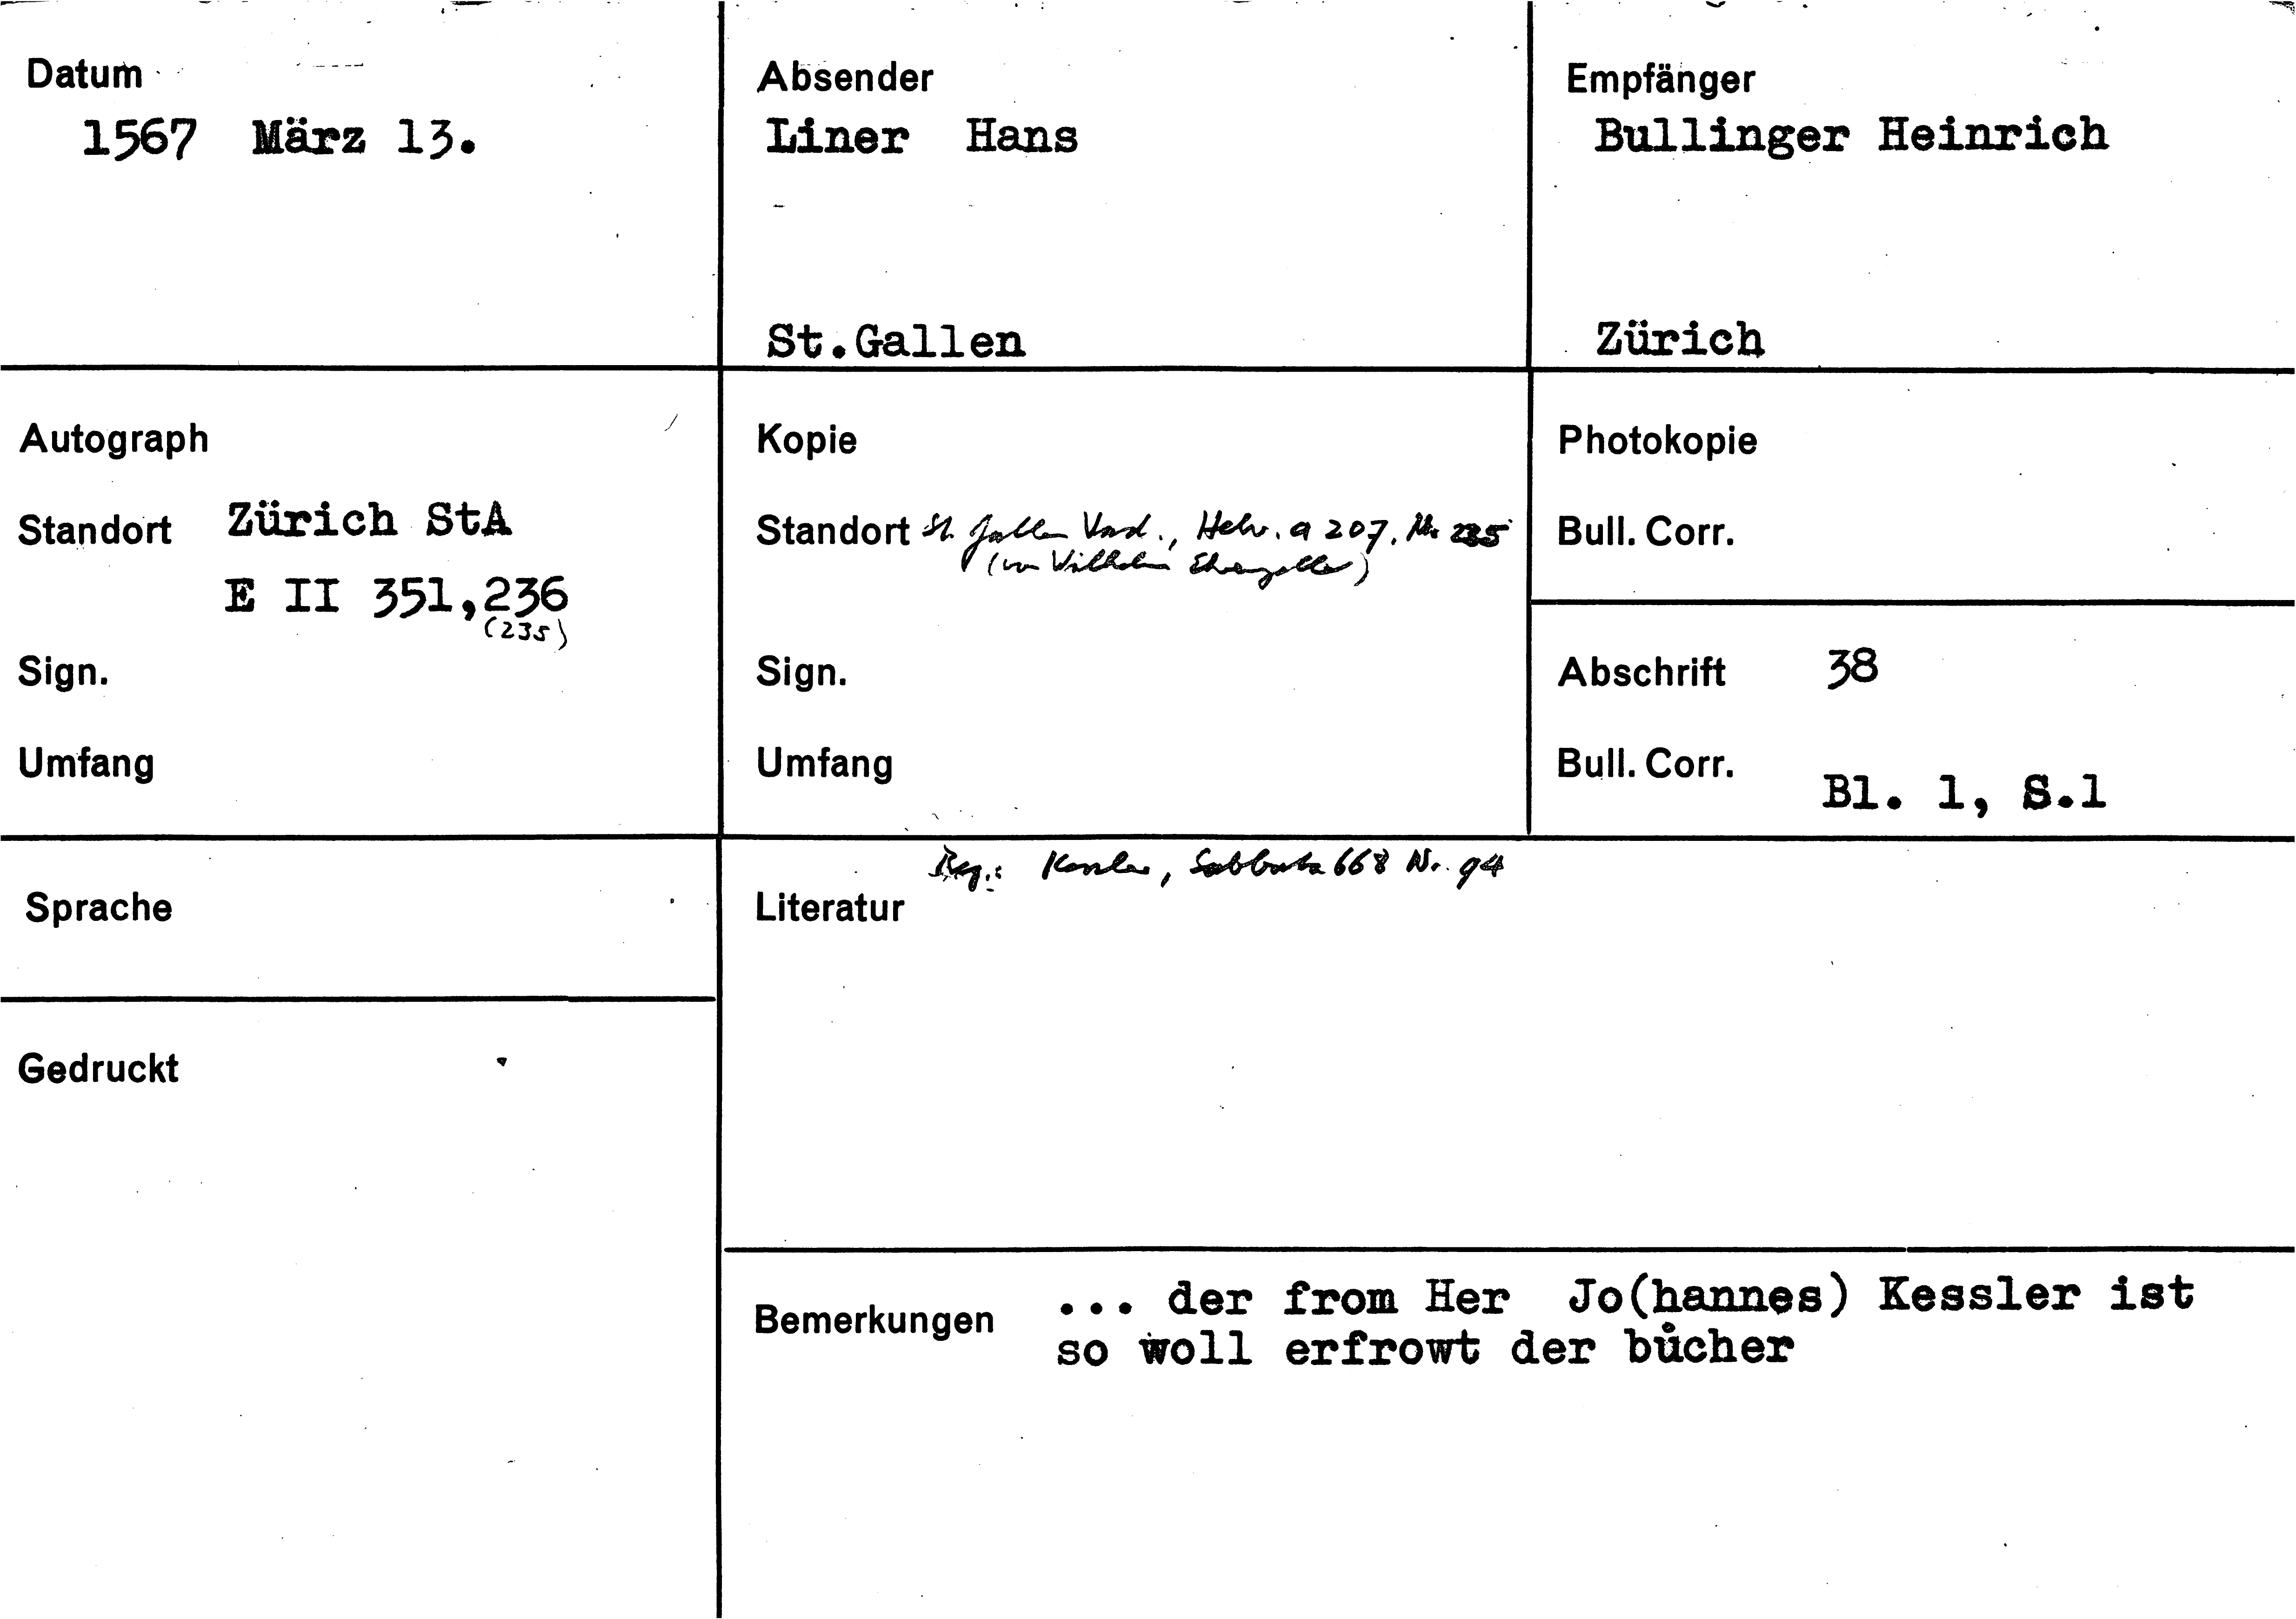 Datum
1567 März 13.
Absender
Liner Hans
St.Gallen
Empfänger
Bullinger Heinrich
Zürich
Autograph
Standort Zürich StA
E II 351,236
(235)
Sign.
Umfang
Kopie
Standort St. Gallen Vad., Helv. a 207, Nr. 235
(von Wilhelm Ehrenzeller)
Sign.
Umfang
Photokopie
Bull. Corr.
Abschrift 38
Bull. Corr.
Bl. 1, S.1
Sprache
Gedruckt
Reg.: Kessler, Sabbata 668 Nr. 94
Literatur
Bemerkungen ... der from Her Jo(hannes) Kessler ist
so woll erfrowt der bůcher